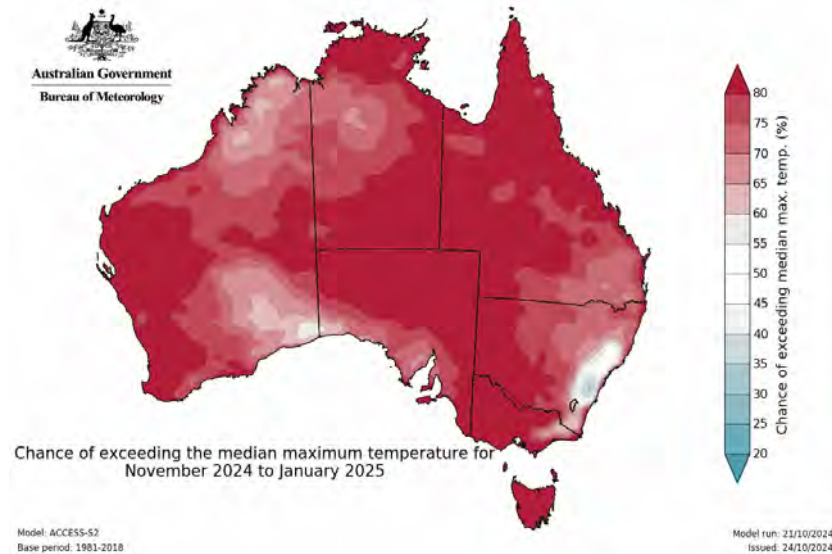 Australian Government
Bureau of Meteorology
80
75
70
65
60
55
50
45
40
35
30
25
20
Chance of exceeding median max. temp. (%)
Chance of exceeding the median maximum temperature for
November 2024 to January 2025
Model: ACCESS-S2
Base period: 1981-2018
Model run: 21/10/2024
Issued: 24/10/2024